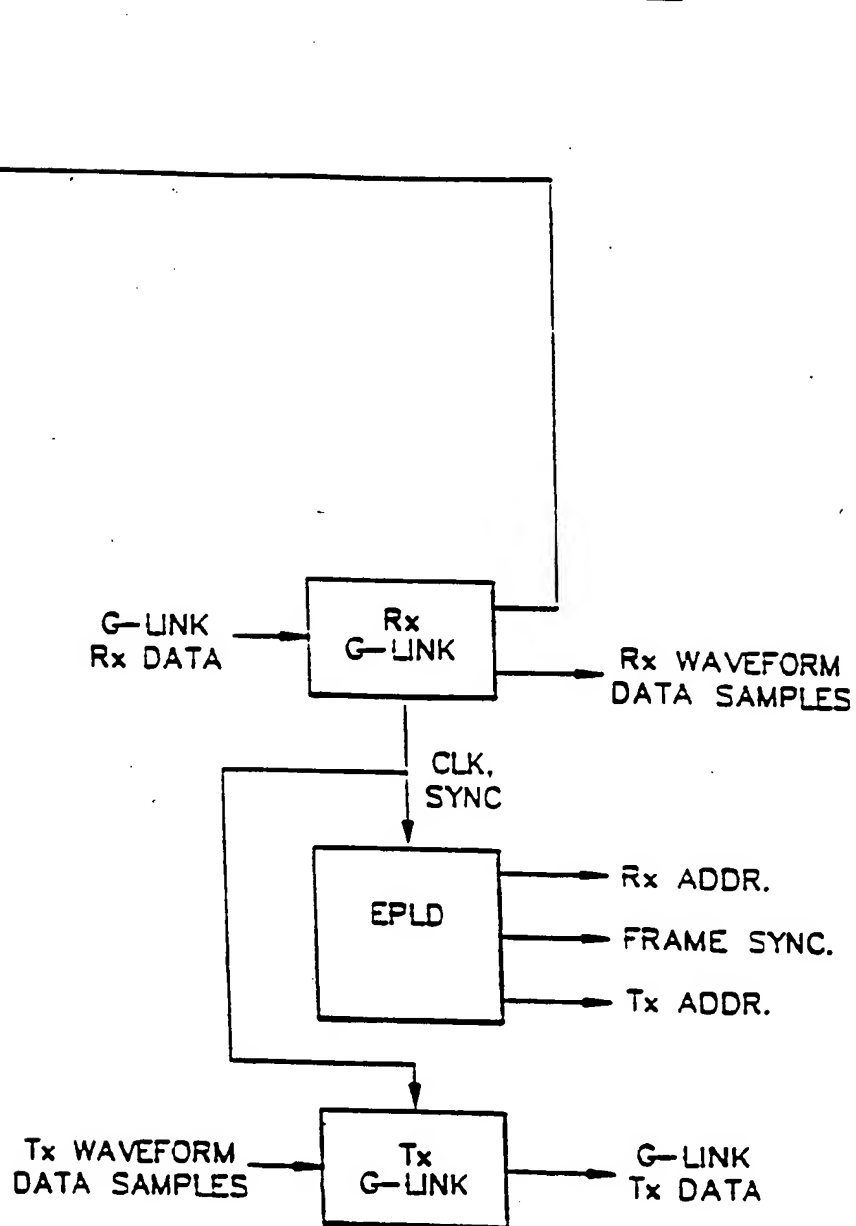 G-LINK
Rx DATA
Rx
G-LINK
Rx WAVEFORM
DATA SAMPLES
CLK,
SYNC
EPLD
Rx ADDR.
FRAME SYNC.
Tx ADDR.
Tx WAVEFORM
DATA SAMPLES
Tx
G-LINK
G-LINK
Tx DATA